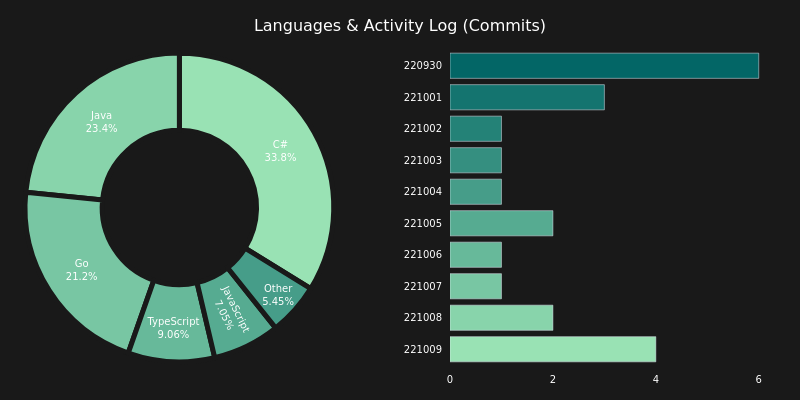 Languages & Activity Log (Commits)
C#
33.8%
Java
23.4%
Go
21.2%
TypeScript
9.06%
JavaScript
7.05%
Other
5.45%
220930
221001
221002
221003
221004
221005
221006
221007
221008
221009
0 2 4 6